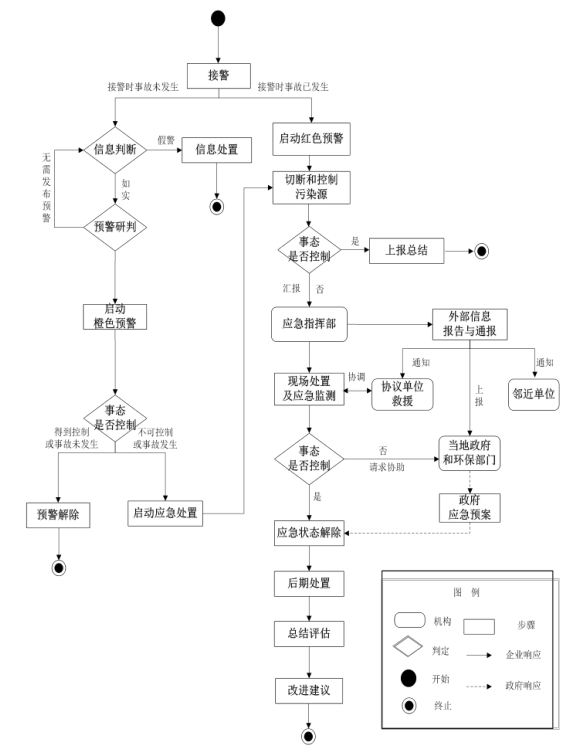 接警
接警时事故未发生
接警时事故已发生
信息判断
假警
信息处置
启动红色预警
无需发布预警
如实
切断和控制
污染源
预警研判
事态
是否控制
是
上报总结
汇报
否
启动
橙色预警
应急指挥部
外部信息
报告与通报
通知
通知
上报
现场处置
及应急监测
协调
协议单位
救援
邻近单位
事态
是否控制
得到控制
或事故未发生
不可控制
或事故发生
事态
是否控制
否
请求协助
当地政府
和环保部门
是
预警解除
启动应急处置
政府
应急预案
应急状态解除
后期处置
总结评估
改进建议
图 例
机构
步骤
判定
企业响应
开始
政府响应
终止